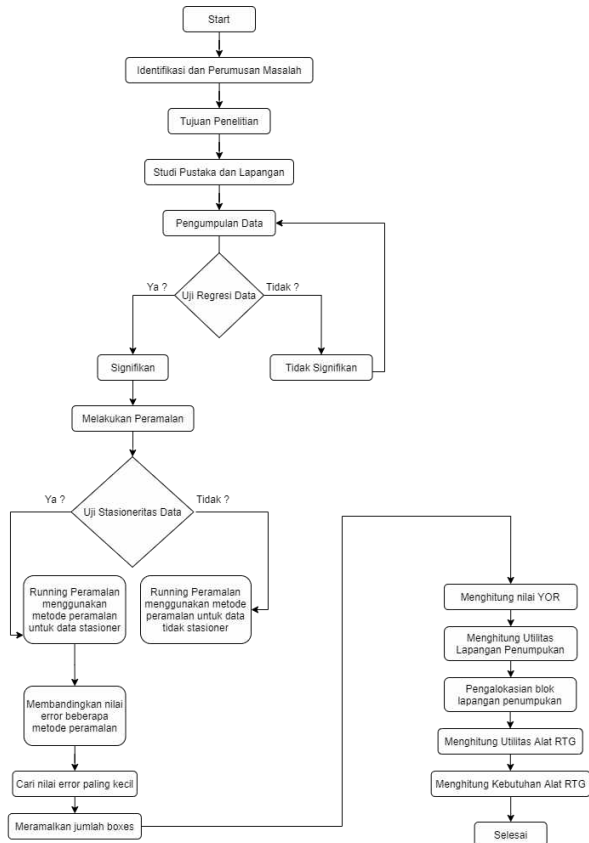 Start
Identifikasi dan Perumusan Masalah
Tujuan Penelitian
Studi Pustaka dan Lapangan
Pengumpulan Data
Ya ?
Uji Regresi Data
Tidak ?
Signifikan
Tidak Signifikan
Melakukan Peramalan
Ya ?
Uji Stasioneritas Data
Tidak ?
Running Peramalan
menggunakan
metode peramalan
untuk data stasioner
Running Peramalan
menggunakan metode
peramalan untuk data
tidak stasioner
Membandingkan nilai
error beberapa
metode peramalan
Cari nilai error paling kecil
Meramalkan jumlah boxes
Menghitung nilai YOR
Menghitung Utilitas
Lapangan Penumpukan
Pengalokasian blok
lapangan penumpukan
Menghitung Utilitas Alat RTG
Menghitung Kebutuhan Alat RTG
Selesai